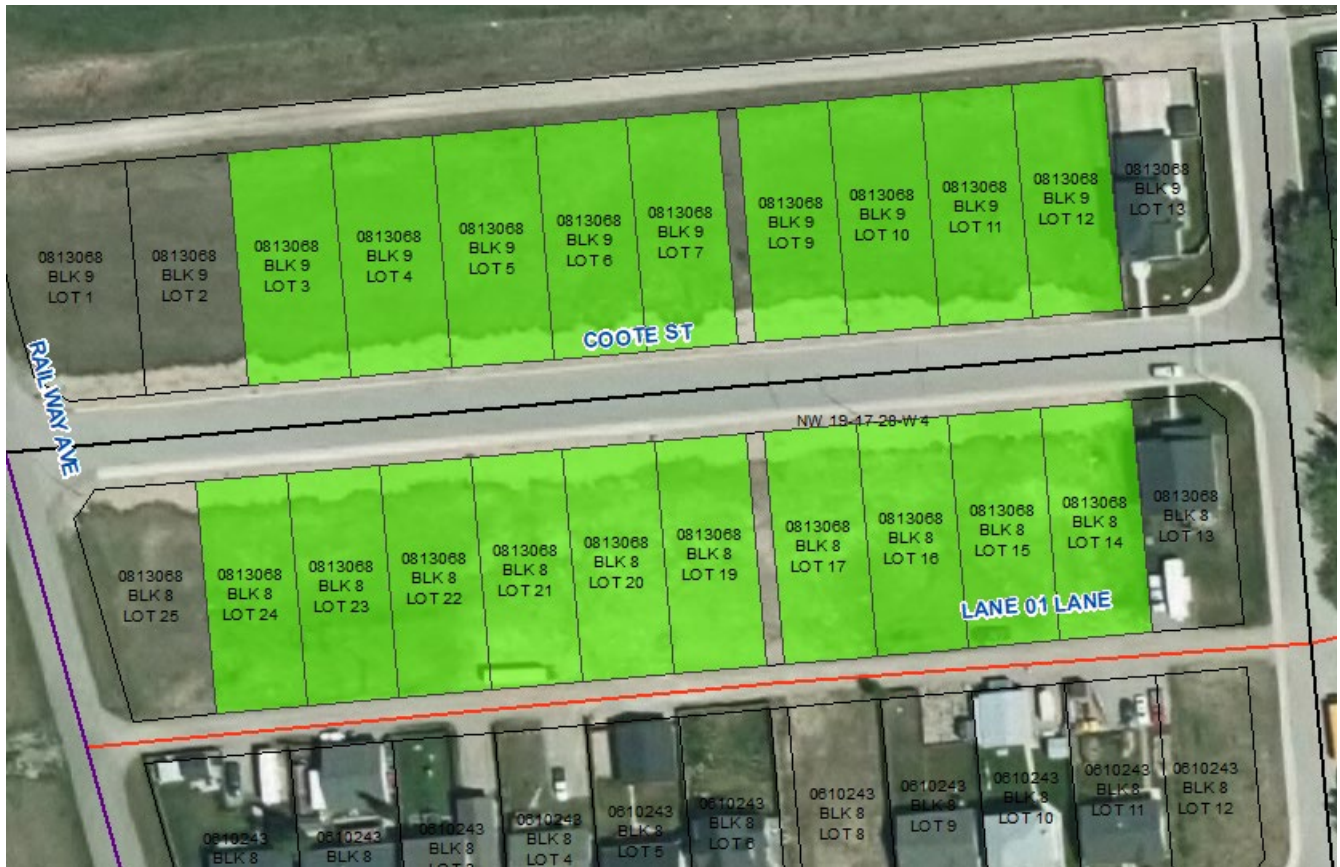 0813068
BLK 9
LOT 1
0813068
BLK 9
LOT 2
0813068
BLK 9
LOT 3
0813068
BLK 9
LOT 4
0813068
BLK 9
LOT 5
0813068
BLK 9
LOT 6
0813068
BLK 9
LOT 7
0813068
BLK 9
LOT 9
0813068
BLK 9
LOT 10
0813068
BLK 9
LOT 11
0813068
BLK 9
LOT 12
0813068
BLK 9
LOT 13
RAILWAY AVE
COOTE ST
NW 19-17-28-W 4
0813068
BLK 8
LOT 25
0813068
BLK 8
LOT 24
0813068
BLK 8
LOT 23
0813068
BLK 8
LOT 22
0813068
BLK 8
LOT 21
0813068
BLK 8
LOT 20
0813068
BLK 8
LOT 19
0813068
BLK 8
LOT 17
0813068
BLK 8
LOT 16
0813068
BLK 8
LOT 15
0813068
BLK 8
LOT 14
0813068
BLK 8
LOT 13
LANE 01 LANE
0610243
BLK 8
0610243
BLK 8
0610243
BLK 8
LOT 3
0610243
BLK 8
LOT 4
0610243
BLK 8
LOT 5
0610243
BLK 8
LOT 6
0610243
BLK 8
LOT 8
0610243
BLK 8
LOT 9
0610243
BLK 8
LOT 10
0610243
BLK 8
LOT 11
0610243
BLK 8
LOT 12